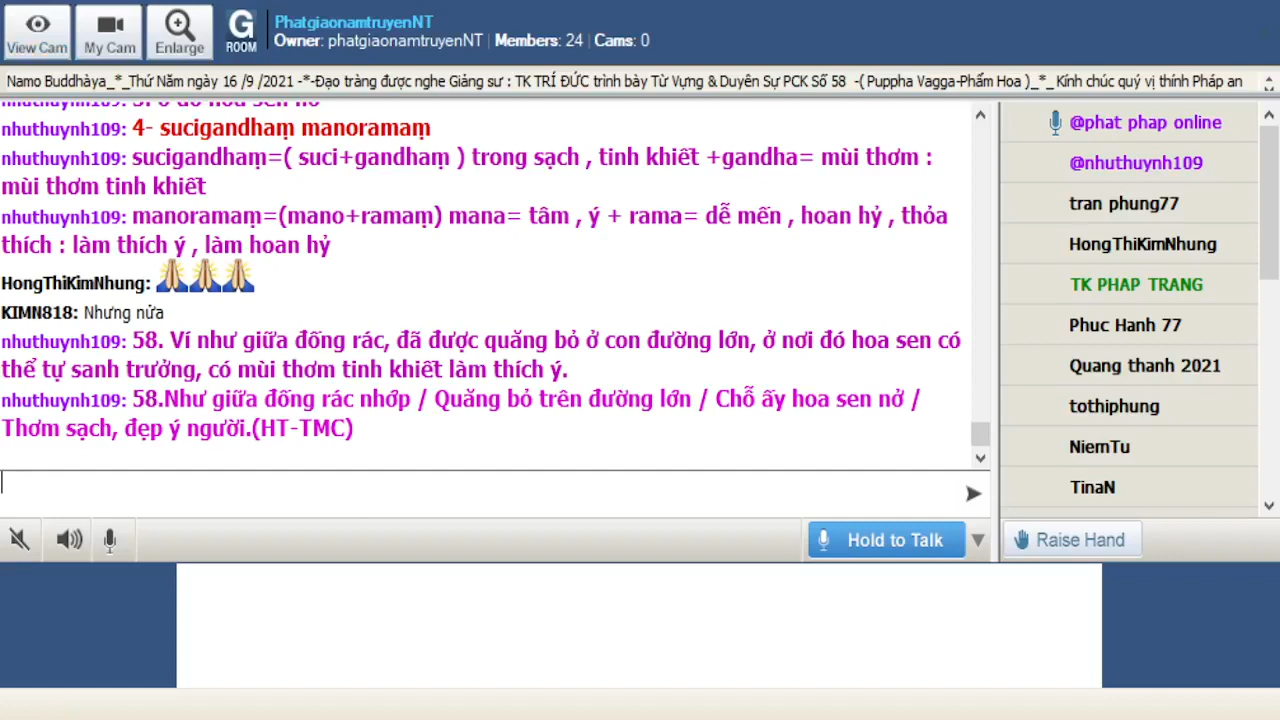 View Cam
My Cam
Enlarge
G
ROOM
PhatgiaonamtruyenNT
Owner: phatgiaonamtruyenNT | Members: 24 | Cams: 0
Namo Buddhàya_*_Thứ Năm ngày 16 /9 /2021 -*-Đạo tràng được nghe Giảng sư : TK TRÍ ĐỨC trình bày Từ Vựng & Duyên Sự PCK Số 58 -( Puppha Vagga-Phẩm Hoa )_*_ Kính chúc quý vị thính Pháp an
nhuthuynh109: 4- sucigandhaṃ manoramaṃ
nhuthuynh109: sucigandhaṃ=( suci+gandhaṃ ) trong sạch , tinh khiết +gandha= mùi thơm :
mùi thơm tinh khiết
nhuthuynh109: manoramaṃ=(mano+ramaṃ) mana= tâm , ý + rama= dễ mến , hoan hỷ , thỏa
thích : làm thích ý , làm hoan hỷ
HongThiKimNhung:
KIMN818: Nhưng nửa
nhuthuynh109: 58. Ví như giữa đống rác, đã được quăng bỏ ở con đường lớn, ở nơi đó hoa sen có
thể tự sanh trưởng, có mùi thơm tinh khiết làm thích ý.
nhuthuynh109: 58.Như giữa đống rác nhớp / Quăng bỏ trên đường lớn / Chỗ ấy hoa sen nở /
Thơm sạch, đẹp ý người.(HT-TMC)
Hold to Talk
@phat phap online
@nhuthuynh109
tran phung77
HongThiKimNhung
TK PHAP TRANG
Phuc Hanh 77
Quang thanh 2021
tothiphung
NiemTu
TinaN
Raise Hand